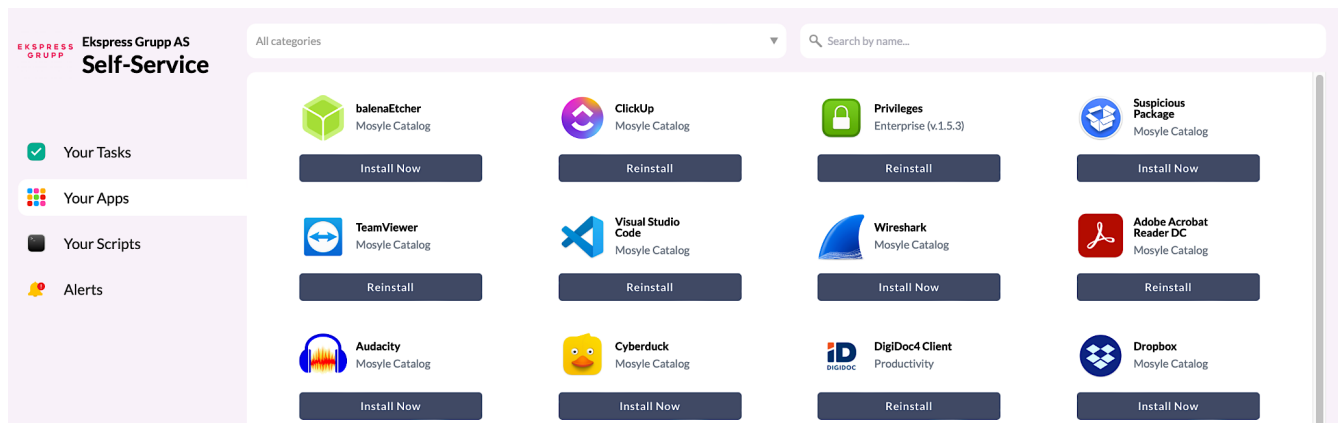 EKSPRESS
GRUPP
Ekspress Grupp AS
Self-Service
All categories
Search by name...
Your Tasks
Your Apps
Your Scripts
Alerts
balenaEtcher
Mosyle Catalog
Install Now
ClickUp
Mosyle Catalog
Reinstall
Privileges
Enterprise (v.1.5.3)
Reinstall
Suspicious
Package
Mosyle Catalog
Install Now
TeamViewer
Mosyle Catalog
Reinstall
Visual Studio
Code
Mosyle Catalog
Reinstall
Wireshark
Mosyle Catalog
Install Now
Adobe Acrobat
Reader DC
Mosyle Catalog
Reinstall
Audacity
Mosyle Catalog
Install Now
Cyberduck
Mosyle Catalog
Install Now
iD
DIGIDOC
DigiDoc4 Client
Productivity
Reinstall
Dropbox
Mosyle Catalog
Install Now